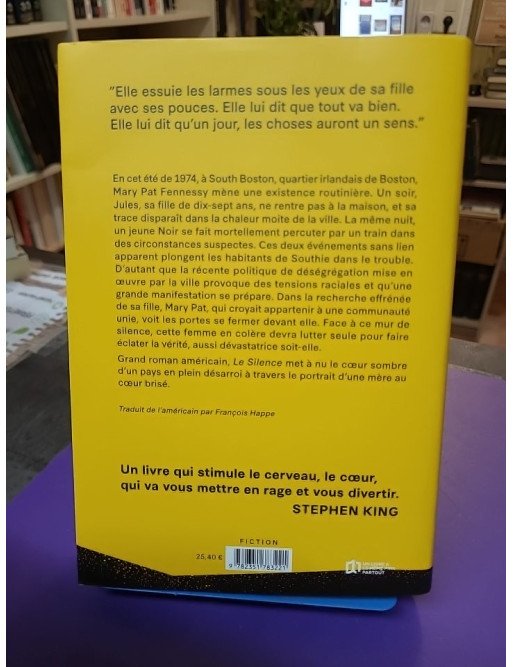 "Elle essuie les larmes sous les yeux de sa fille
avec ses pouces. Elle lui dit que tout va bien.
Elle lui dit qu'un jour, les choses auront un sens."
En cet été de 1974, à South Boston, quartier irlandais de Boston,
Mary Pat Fennessy mène une existence routinière. Un soir,
Jules, sa fille de dix-sept ans, ne rentre pas à la maison, et sa
trace disparaît dans la chaleur moite de la ville. La même nuit,
un jeune Noir se fait mortellement percuter par un train dans
des circonstances suspectes. Ces deux événements sans lien
apparent plongent les habitants de Southie dans le trouble.
D'autant que la récente politique de déségrégation mise en
œuvre par la ville provoque des tensions raciales et qu'une
grande manifestation se prépare. Dans la recherche effrénée
de sa fille, Mary Pat, qui croyait appartenir à une communauté
unie, voit les portes se fermer devant elle. Face à ce mur de
silence, cette femme en colère devra lutter seule pour faire
éclater la vérité, aussi dévastatrice soit-elle.
Grand roman américain, Le Silence met à nu le cœur sombre
d'un pays en plein désarroi à travers le portrait d'une mère au
cœur brisé.
Traduit de l'américain par François Happe
Un livre qui stimule le cerveau, le cœur,
qui va vous mettre en rage et vous divertir.
STEPHEN KING
FICTION
25,40 €
9 782351 783221
PARTOUT